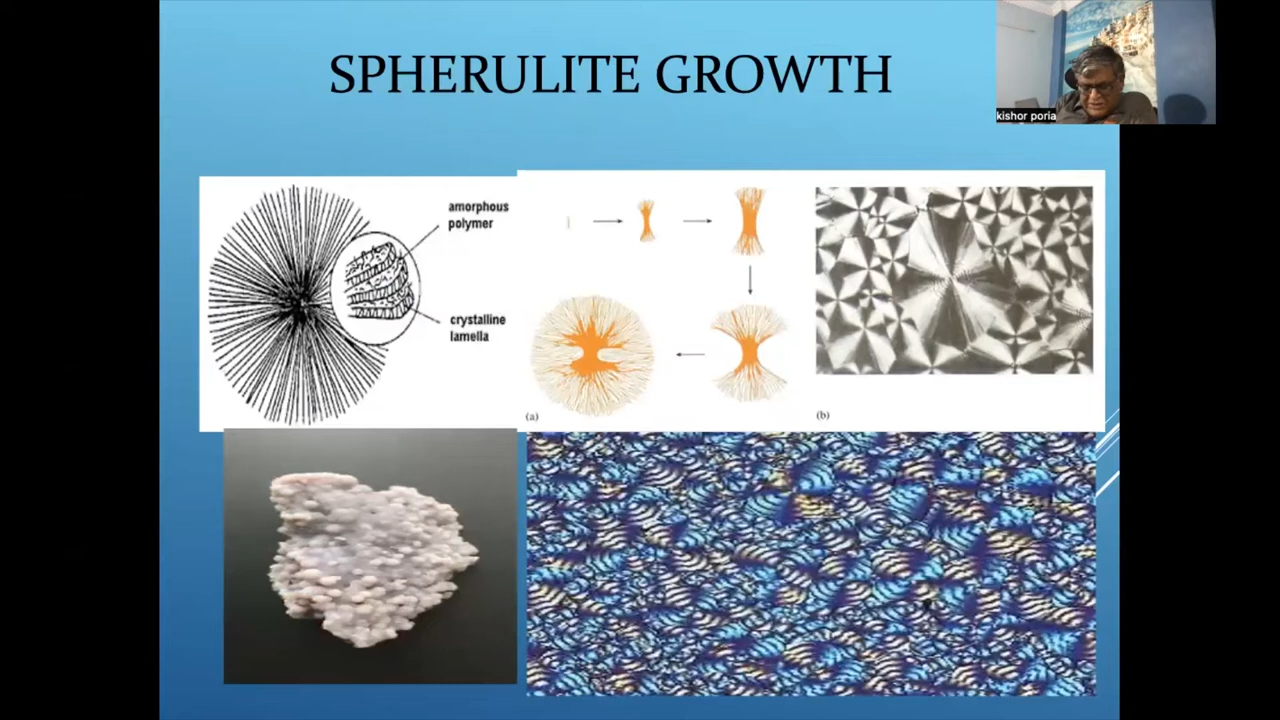 SPHERULITE GROWTH
kishor poria
amorphous
polymer
crystalline
lamella
(a)
(b)